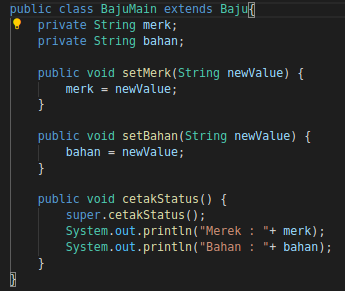 public class BajuMain extends Baju{
    private String merk;
    private String bahan;

    public void setMerk(String newValue) {
        merk = newValue;
    }

    public void setBahan(String newValue) {
        bahan = newValue;
    }

    public void cetakStatus() {
        super.cetakStatus();
        System.out.println("Merek : "+ merk);
        System.out.println("Bahan : "+ bahan);
    }
}